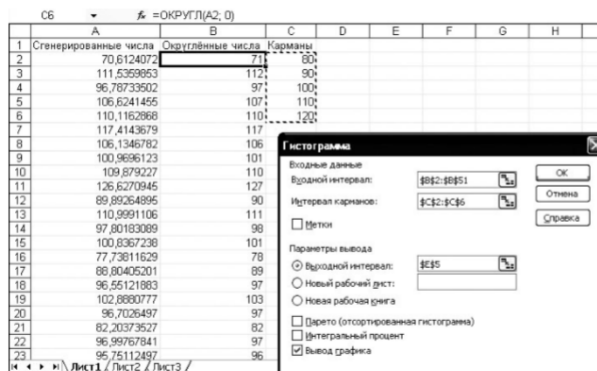 C6 fx =ОКРУГЛ(A2; 0)
A B C D E F G H
1 Сгенерированные числа Округлённые числа Карманы
2 70,6124072 71 80
3 111,5359853 112 90
4 96,78733502 97 100
5 106,6241455 107 110
6 110,1162868 110 120
7 117,4143679 117
8 106,1346782 106
9 100,9696123 101
10 109,879227 110
11 126,6270945 127
12 89,89264895 90
13 110,9991106 111
14 97,80183089 98
15 100,8367238 101
16 77,73811629 78
17 88,80405201 89
18 96,55121883 97
19 102,8880777 103
20 96,7026497 97
21 82,20373527 82
22 96,99767841 97
23 95,75112497 96
Лист1 Лист2 Лист3
Гистограмма
Входные данные
Входной интервал: $B$2:$B$51
Интервал карманов: $C$2:$C$6
Метки
OK
Отмена
Справка
Параметры вывода
Выходной интервал: $E$5
Новый рабочий лист:
Новая рабочая книга
Парето (отсортированная гистограмма)
Интегральный процент
Вывод графика